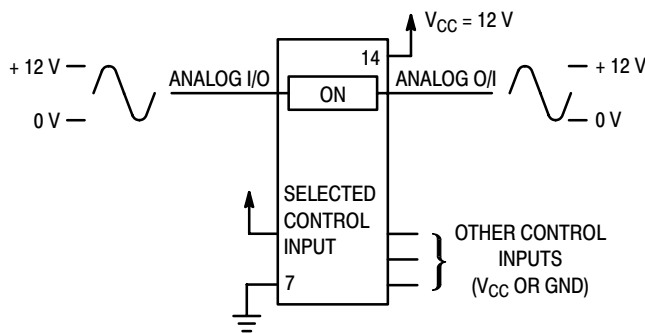 V_CC = 12 V
14
+ 12 V
0 V
ANALOG I/O
ON
ANALOG O/I
+ 12 V
0 V
SELECTED
CONTROL
INPUT
7
OTHER CONTROL
INPUTS
(V_CC OR GND)